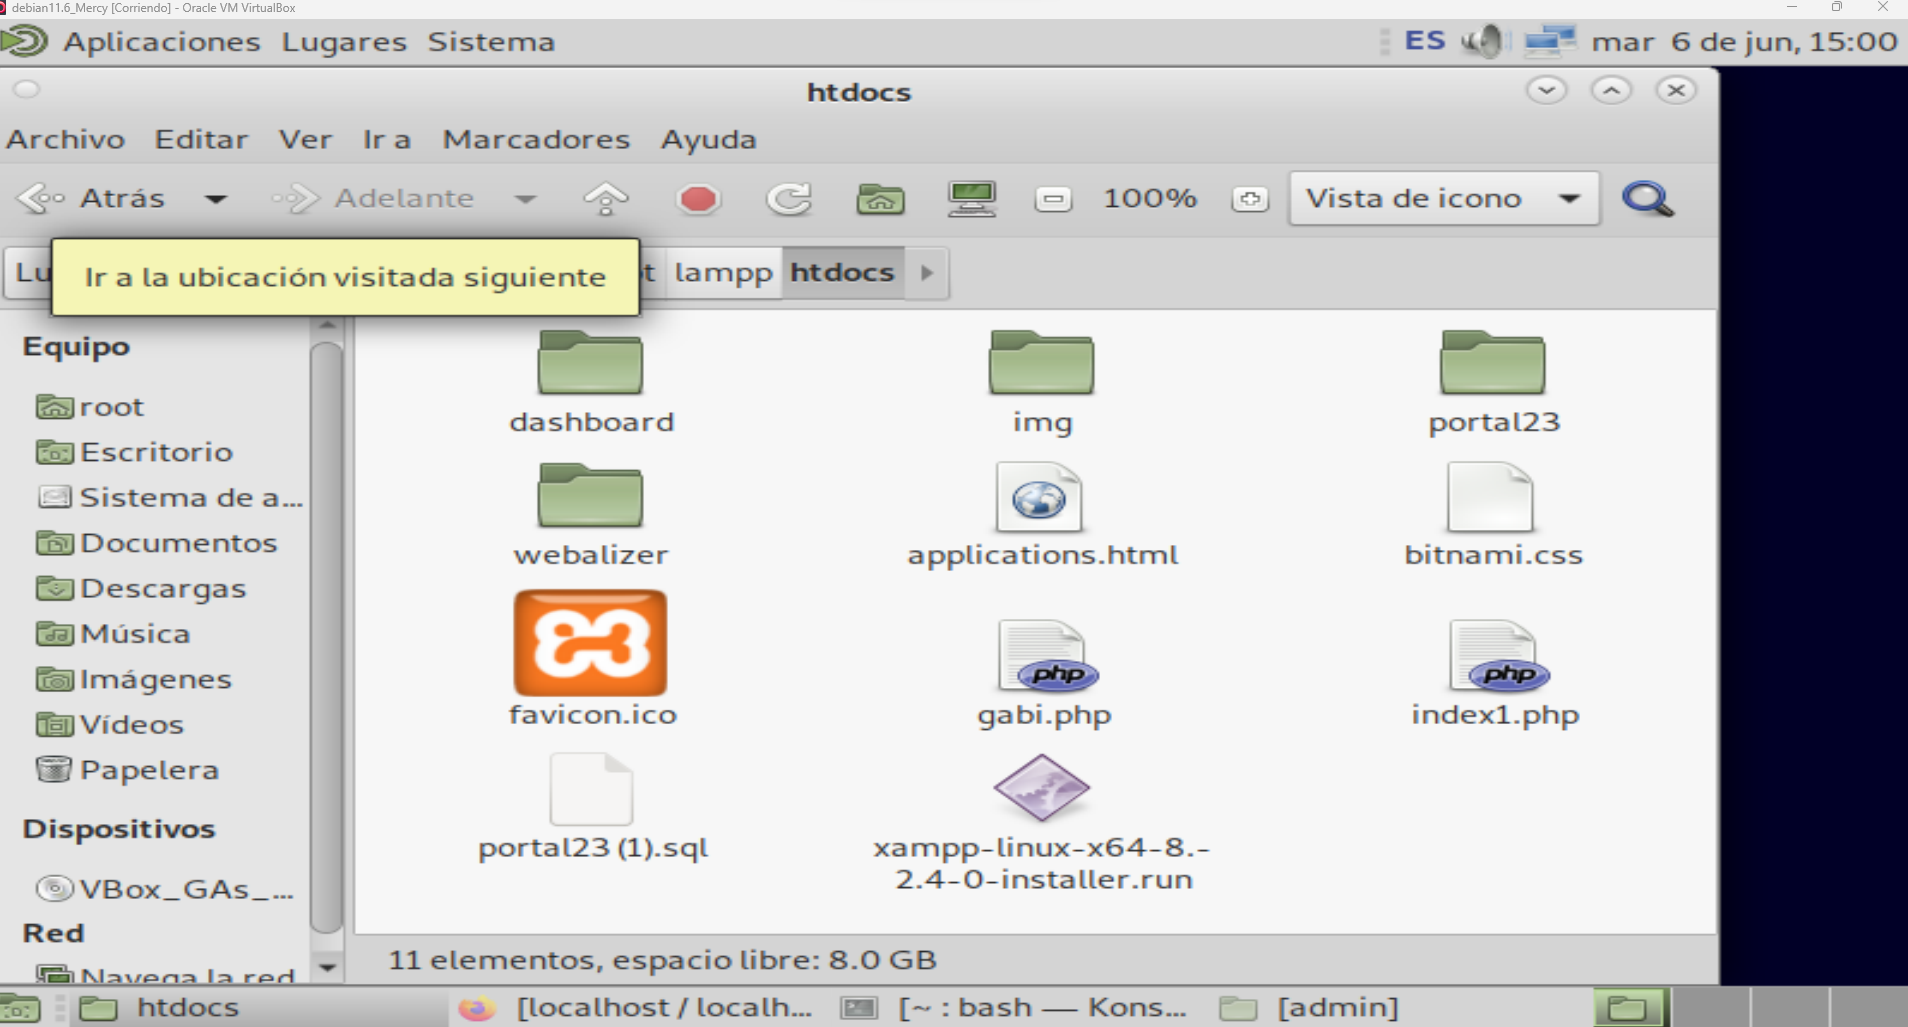 debian11.6_Mercy [Corriendo] - Oracle VM VirtualBox
Aplicaciones Lugares Sistema ES mar 6 de jun, 15:00
htdocs
Archivo Editar Ver Ir a Marcadores Ayuda
Atrás Adelante 100% Vista de icono
Lu Ir a la ubicación visitada siguiente t lampp htdocs
Equipo
root
Escritorio
Sistema de a...
Documentos
Descargas
Música
Imágenes
Vídeos
Papelera
Dispositivos
VBox_GAs_...
Red
Navega la red
dashboard img portal23
webalizer applications.html bitnami.css
php php
favicon.ico gabi.php index1.php
portal23 (1).sql xampp-linux-x64-8.-
2.4-0-installer.run
11 elementos, espacio libre: 8.0 GB
htdocs [localhost / localh... [~ : bash — Kons... [admin]